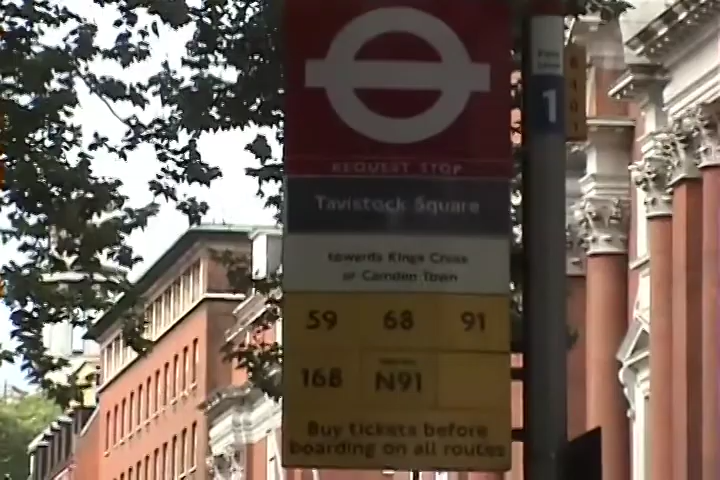 REQUEST STOP
Tavistock Square
towards Kings Cross
or Camden Town
59 68 91
168 N91
Buy tickets before
boarding on all routes
1